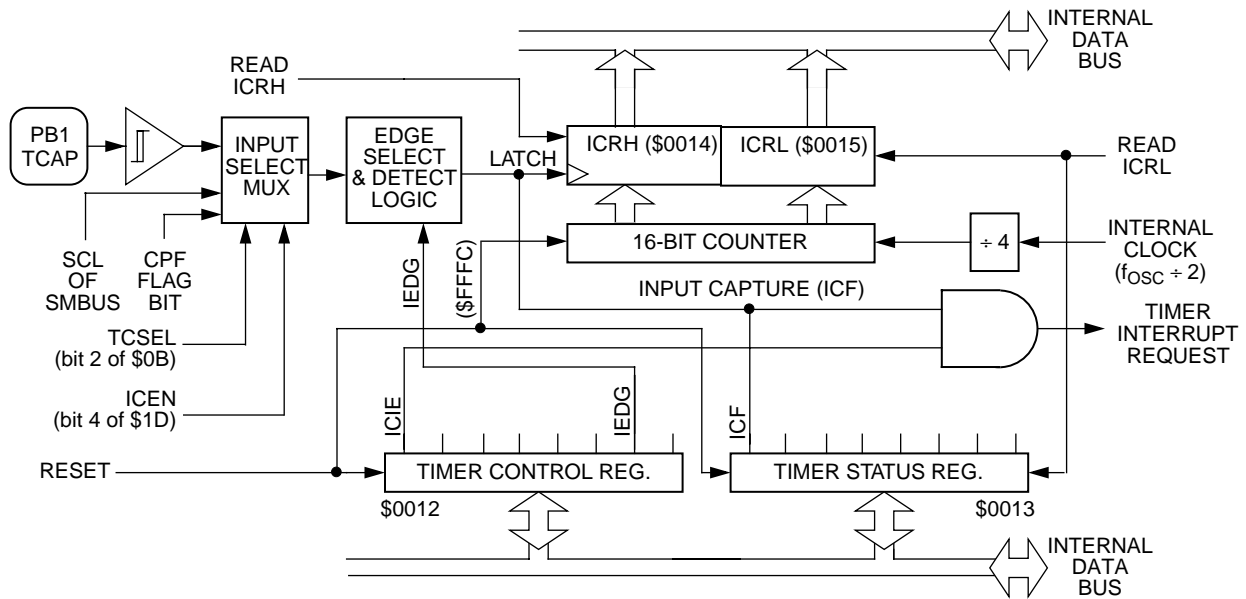 INTERNAL
DATA
BUS
READ
ICRH
PB1
TCAP
INPUT
SELECT
MUX
EDGE
SELECT
& DETECT
LOGIC
LATCH
ICRH ($0014)
ICRL ($0015)
READ
ICRL
16-BIT COUNTER
÷ 4
INTERNAL
CLOCK
(fOSC ÷ 2)
SCL
OF
SMBUS
CPF
FLAG
BIT
IEDG
($FFFC)
INPUT CAPTURE (ICF)
TIMER
INTERRUPT
REQUEST
TCSEL
(bit 2 of $0B)
ICEN
(bit 4 of $1D)
ICIE
IEDG
ICF
RESET
TIMER CONTROL REG.
TIMER STATUS REG.
$0012
$0013
INTERNAL
DATA
BUS